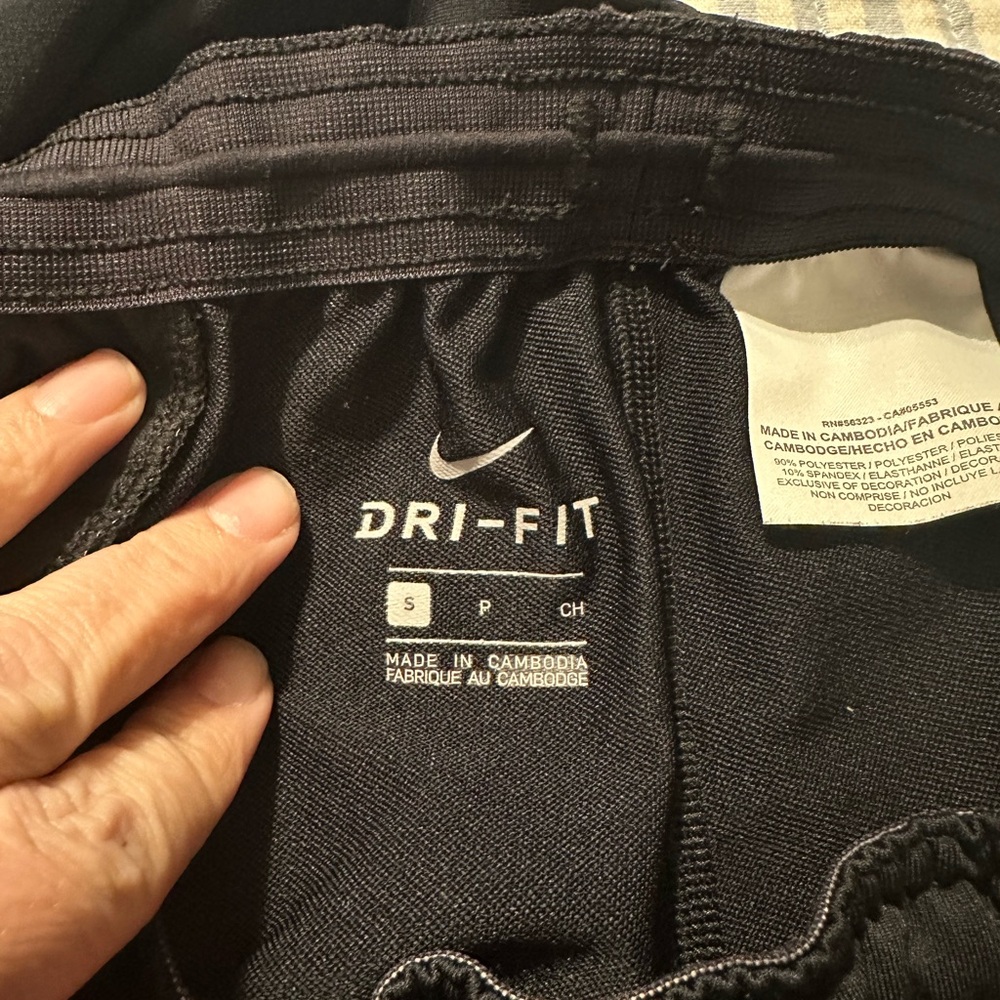 DRI-FIT
S P CH
MADE IN CAMBODIA
FABRIQUE AU CAMBODGE
RN#56323 - CA#05553
MADE IN CAMBODIA/FABRIQUE
CAMBODGE/HECHO EN CAMBO
90% POLYESTER / POLYESTER / POLIES
10% SPANDEX / ELASTHANNE / ELAST
EXCLUSIVE OF DECORATION / DECOR
NON COMPRISE / NO INCLUYE L
DECORACION